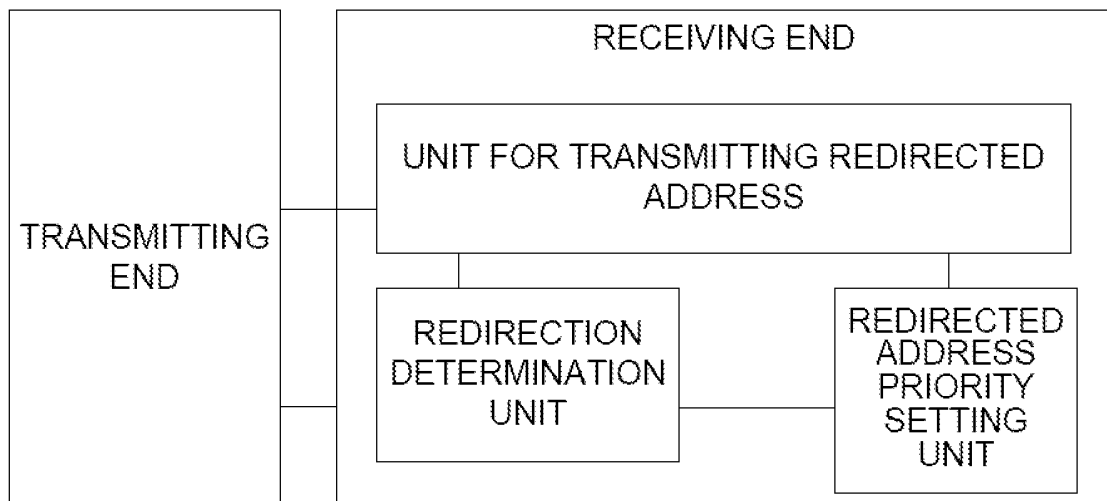 TRANSMITTING
END
RECEIVING END
UNIT FOR TRANSMITTING REDIRECTED
ADDRESS
REDIRECTION
DETERMINATION
UNIT
REDIRECTED
ADDRESS
PRIORITY
SETTING
UNIT